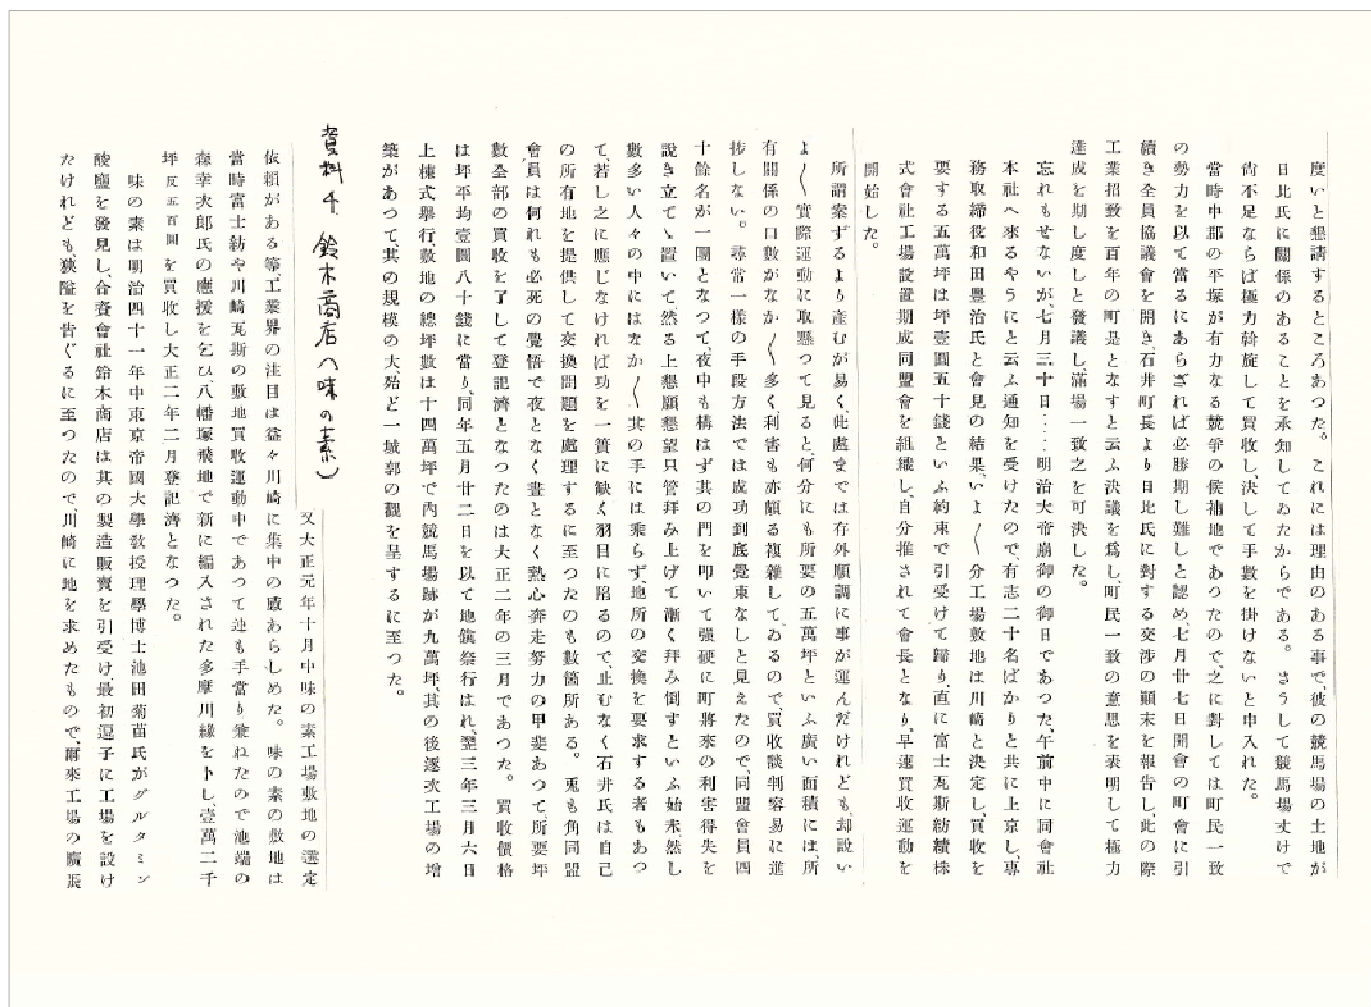 度いと懇請するところあつた。これには理由のある事で、彼の競馬場の土地が
日比氏に關係のあることを承知してゐたからである。さうして競馬場丈けで
尙不足ならば極力斡旋して買收し、決して手數を掛けないと申入れた。
當時中郡の平塚が有力なる競爭の候補地であつたので、之に對しては町民一致
の勢力を以て當るにあらざれば必勝期し難しと認め、七月廿七日開會の町會に引
續き全員協議會を開き、石井町長より日比氏に對する交涉の顚末を報告し、此の際
工業招致を百年の町是となすと云ふ決議を爲し、町民一致の意思を表明して極力
達成を期し度しと發議し、滿場一致之を可決した。
忘れもせないが、七月三十日‥‥明治大帝崩御の御日であつた、午前中に同會社
本社へ來るやうにと云ふ通知を受けたので、有志二十名ばかりと共に上京し、專
務取締役和田豊治氏と會見の結果、いよ〱分工場敷地は川崎と決定し、買收を
要する五萬坪は坪壹圓五十錢といふ約束で引受けて歸り、直に富士瓦斯紡績株
式會社工場設置期成同盟會を組織し、自分推されて會長となり、早速買收運動を
開始した。
所謂案ずるより產むが易く、此處までは存外順調に事が運んだけれども、却說い
よ〱實際運動に取懸つて見ると、何分にも所要の五萬坪といふ廣い面積には、所
有關係の口數がなか〱多く、利害も亦頗る複雜してゐるので、買收談判容易に進
捗しない。尋常一樣の手段方法では成功到底覺束なしと見えたので、同盟會員四
十餘名が一團となつて、夜中も構はず其の門を叩いて强硬に町將來の利害得失を
說き立てゝ置いて然る上懇願懇望只管拜み上げて漸く拜み倒すといふ始末、然し
數多い人々の中にはなか〱其の手には乘らず、地所の交換を要求する者もあつ
て、若し之に應じなければ功を一簣に缺く羽目に陷るので、止むなく石井氏は自己
の所有地を提供して交換問題を處理するに至つたのも數箇所ある。兎も角同盟
會員は何れも必死の覺悟で夜となく晝となく熱心奔走努力の甲斐あつて、所要坪
數全部の買收を了して登記濟となつたのは大正二年の三月であつた。買收價格
は坪平均壹圓八十錢に當り、同年五月廿二日を以て地鎭祭行はれ、翌三年三月六日
上棟式擧行、敷地の總坪數は十四萬坪で內競馬場跡が九萬坪、其の後逐次工場の增
築があつて、其の規模の大、殆ど一城郭の觀を呈するに至つた。
資料 4. 鈴木商店(味の素)
又大正元年十月中味の素工場敷地の選定
依賴がある等、工業界の注目は益々川崎に集中の感あらしめた。味の素の敷地は
當時富士紡や川崎瓦斯の敷地買收運動中であつて迚も手當り兼ねたので池端の
森幸次郎氏の應援を乞ひ、八幡塚飛地で新に編入された多摩川緣を卜し、壹萬二千
坪反五百圓を買收し大正二年二月登記濟となつた。
味の素は明治四十一年中東京帝國大學敎授理學博士池田菊苗氏がグルタミン
酸鹽を發見し、合資會社鈴木商店は其の製造販賣を引受け、最初逗子に工場を設け
たけれども、狹隘を吿ぐるに至つたので、川崎に地を求めたもので、爾來工場の廣張